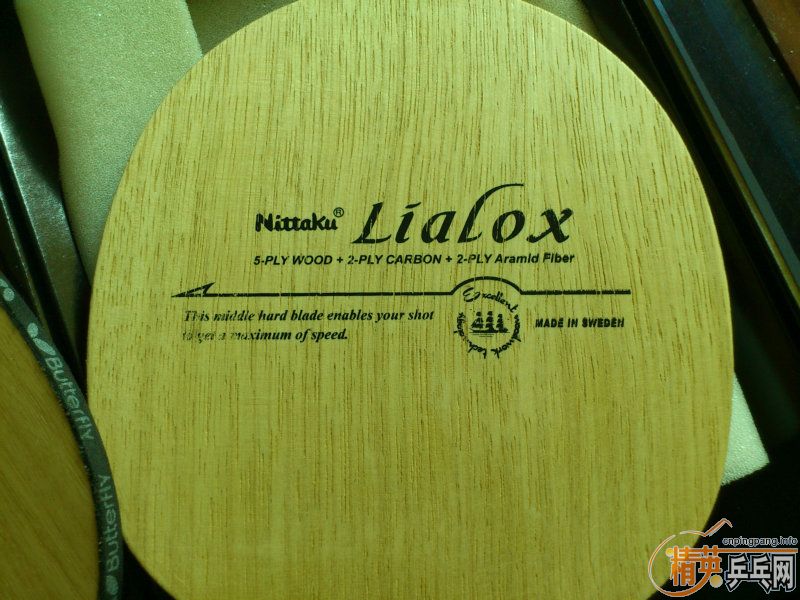 Nittaku® Lialox
5-PLY WOOD + 2-PLY CARBON + 2-PLY Aramid Fiber
This middle hard blade enables your shot
to get a maximum of speed.
Excellent
MADE IN SWEDEN
Butterfly
Butterfly
cnpingpang.info
精英乒乓网